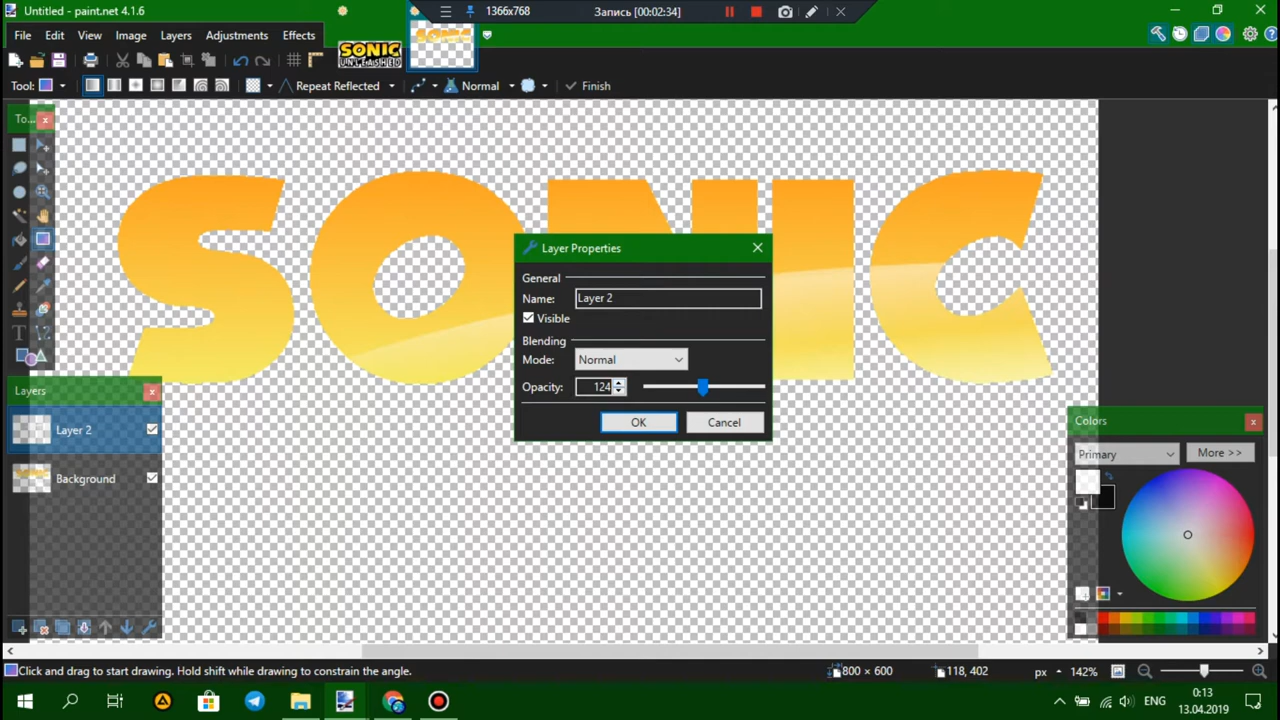 Untitled - paint.net 4.1.6
1366x768
Запись [00:02:34]
File Edit View Image Layers Adjustments Effects
SONIC
UNLEASHED
Tool:
Repeat Reflected
Normal
Finish
To...
SONIC
Layer Properties
General
Name: Layer 2
Visible
Blending
Mode: Normal
Opacity: 124
OK Cancel
Layers
Layer 2
Background
Colors
Primary
More >>
Click and drag to start drawing. Hold shift while drawing to constrain the angle.
800 × 600
118, 402
px
142%
ENG
0:13
13.04.2019